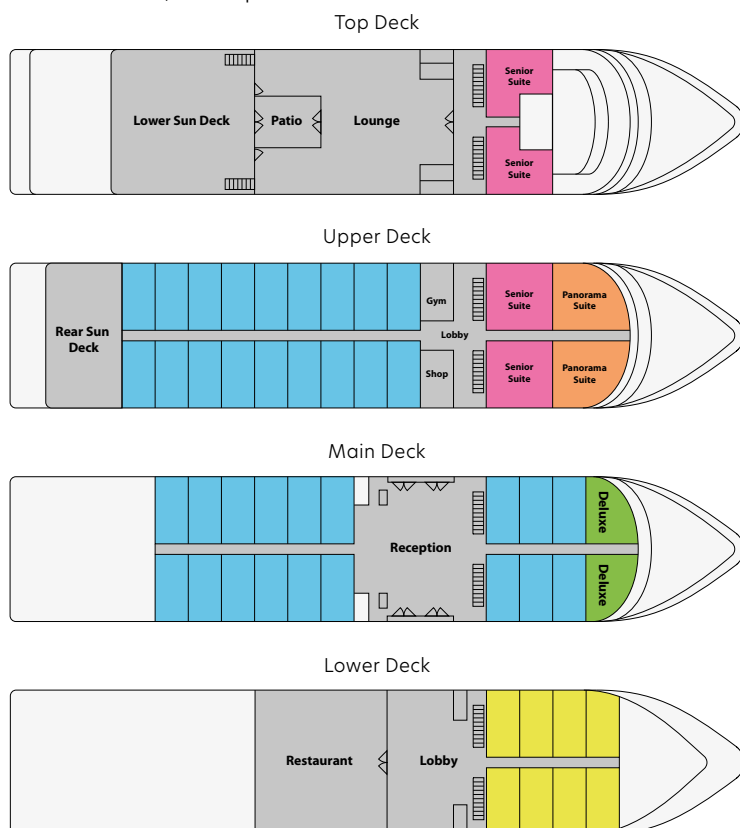 Top Deck
Senior
Suite
Lower Sun Deck
Patio
Lounge
Senior
Suite
Upper Deck
Gym
Senior
Suite
Panorama
Suite
Rear Sun
Deck
Lobby
Shop
Senior
Suite
Panorama
Suite
Main Deck
Deluxe
Reception
Deluxe
Lower Deck
Restaurant
Lobby